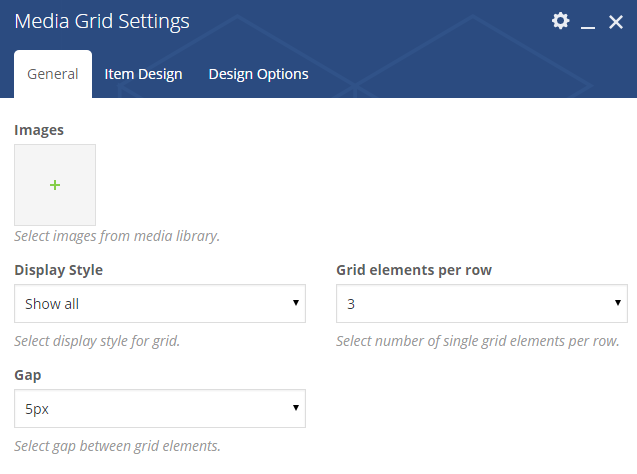 Media Grid Settings
General Item Design Design Options
Images
+
Select images from media library.
Display Style Grid elements per row
Show all 3
Select display style for grid. Select number of single grid elements per row.
Gap
5px
Select gap between grid elements.